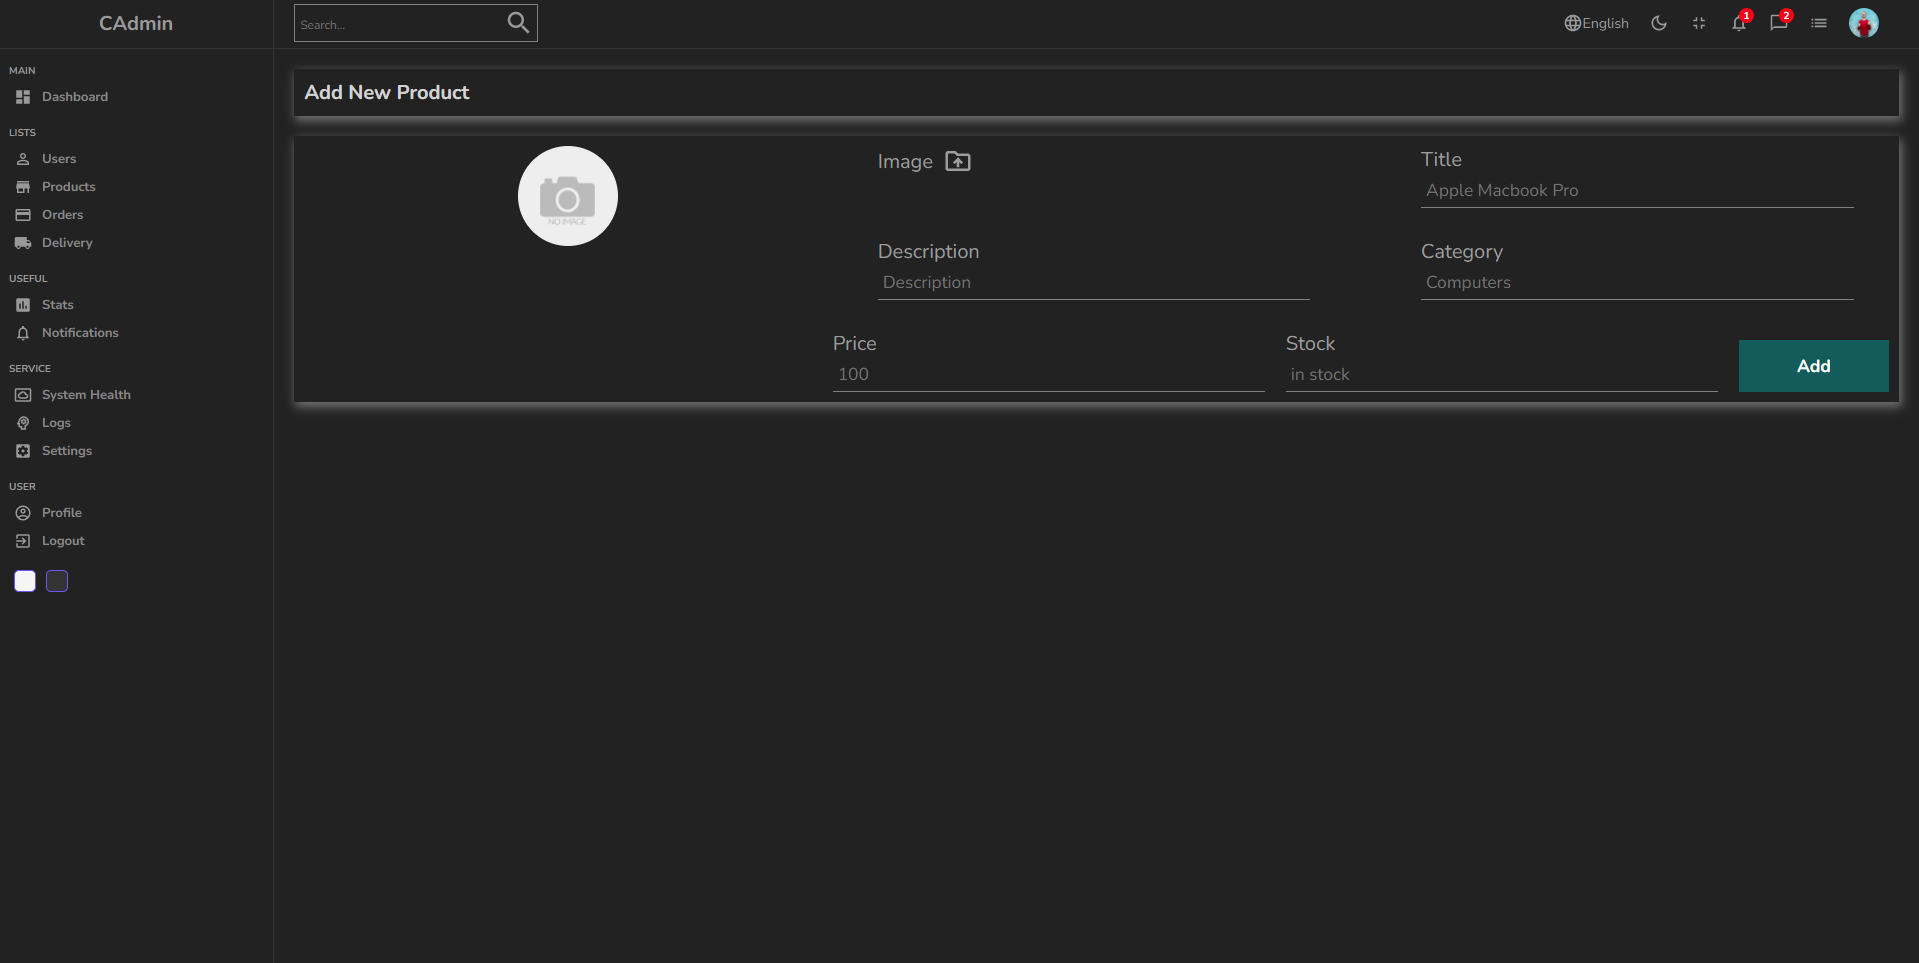 CAdmin
Search...
English
1
2
MAIN
Dashboard
LISTS
Users
Products
Orders
Delivery
USEFUL
Stats
Notifications
SERVICE
System Health
Logs
Settings
USER
Profile
Logout
Add New Product
NO IMAGE
Image
Title
Apple Macbook Pro
Description
Description
Category
Computers
Price
100
Stock
in stock
Add